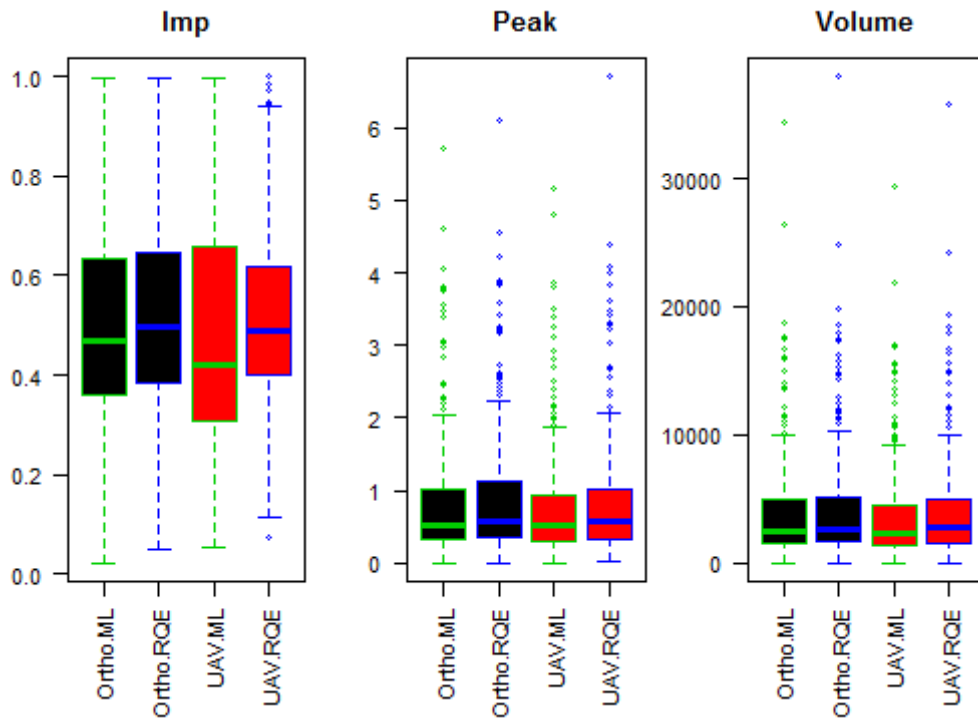 Imp
1.0
0.8
0.6
0.4
0.2
0.0
Ortho.ML
Ortho.RQE
UAV.ML
UAV.RQE
Peak
6
5
4
3
2
1
0
Ortho.ML
Ortho.RQE
UAV.ML
UAV.RQE
Volume
30000
20000
10000
0
Ortho.ML
Ortho.RQE
UAV.ML
UAV.RQE